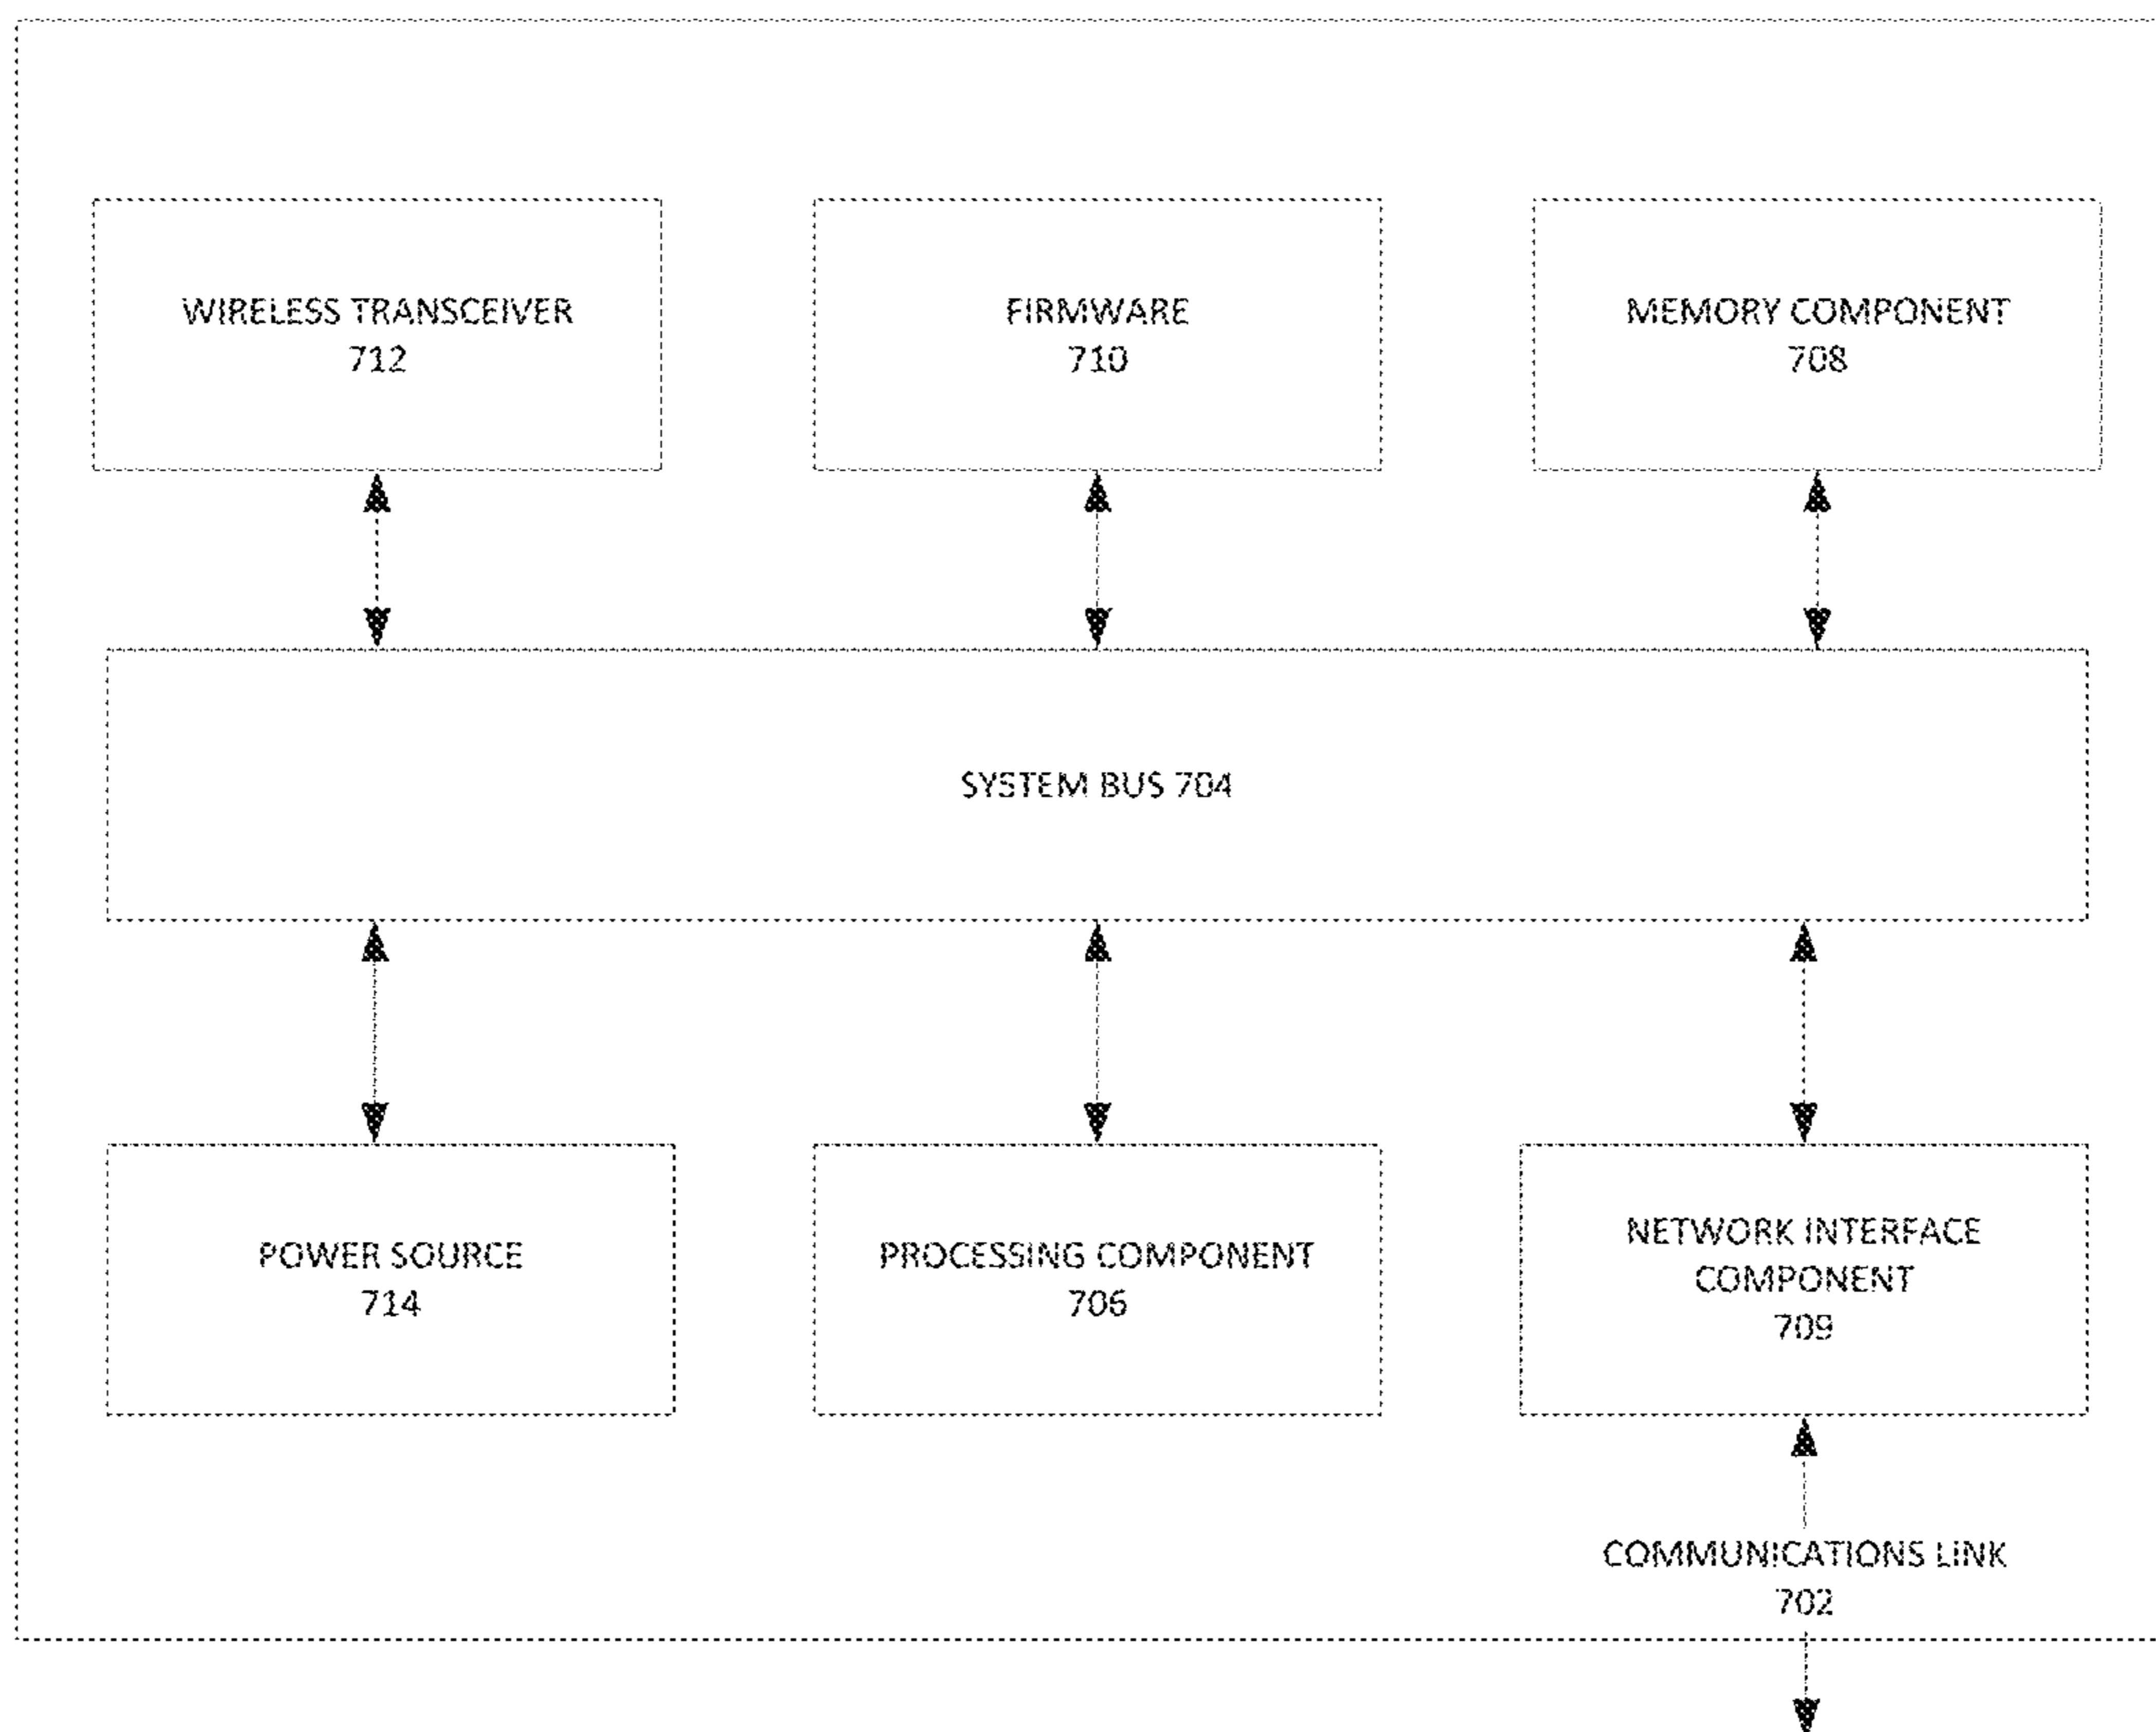 WIRELESS TRANSCEIVER
712
FIRMWARE
710
MEMORY COMPONENT
708
SYSTEM BUS 704
POWER SOURCE
714
PROCESSING COMPONENT
706
NETWORK INTERFACE
COMPONENT
709
COMMUNICATIONS LINK
702